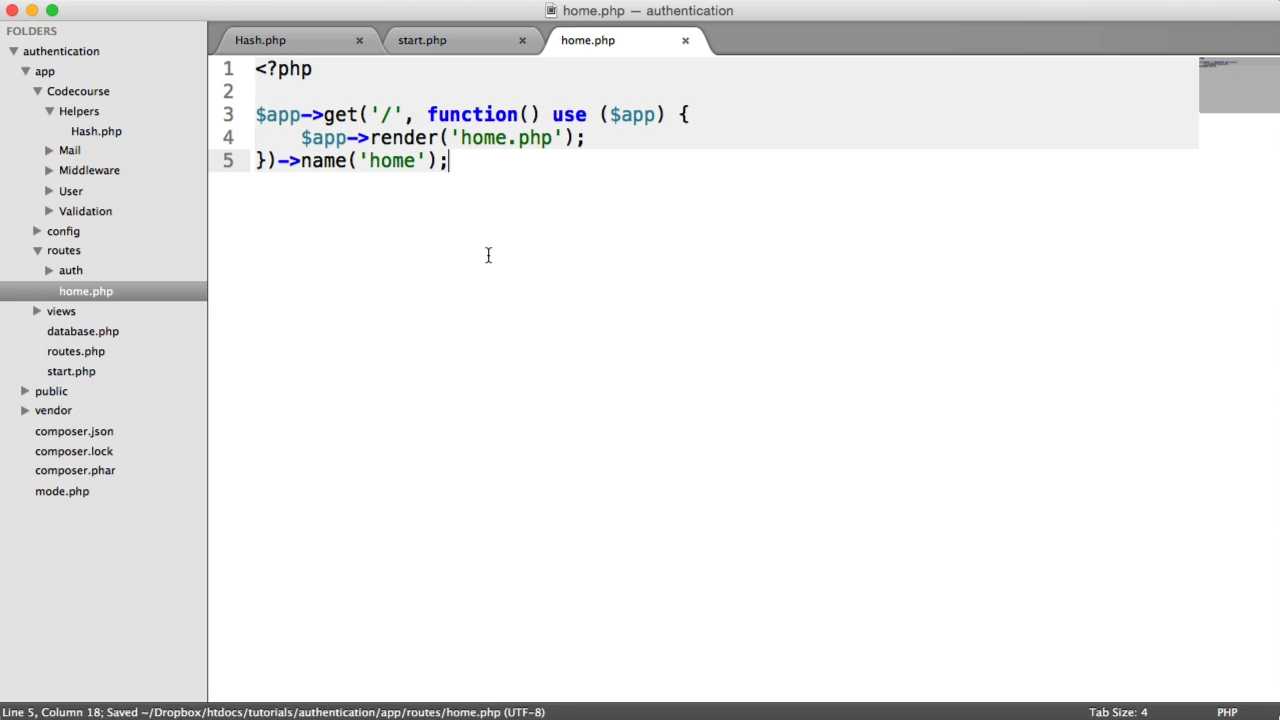 home.php — authentication
FOLDERS
authentication
app
Codecourse
Helpers
Hash.php
Mail
Middleware
User
Validation
config
routes
auth
home.php
views
database.php
routes.php
start.php
public
vendor
composer.json
composer.lock
composer.phar
mode.php
Hash.php × start.php × home.php ×
1 <?php
2
3 $app->get('/', function() use ($app) {
4 $app->render('home.php');
5 })->name('home');
Line 5, Column 18; Saved ~/Dropbox/htdocs/tutorials/authentication/app/routes/home.php (UTF-8) Tab Size: 4 PHP